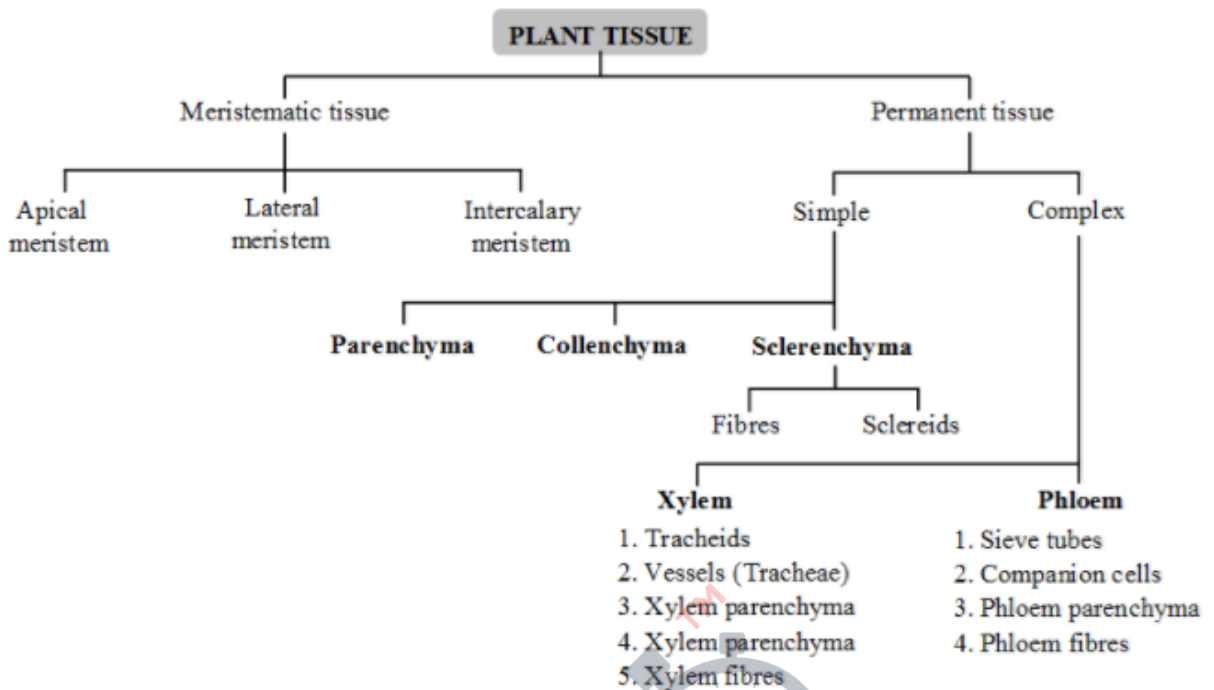 PLANT TISSUE
Meristematic tissue
Permanent tissue
Apical
meristem
Lateral
meristem
Intercalary
meristem
Simple
Complex
Parenchyma
Collenchyma
Sclerenchyma
Fibres
Sclereids
Xylem
1. Tracheids
2. Vessels (Tracheae)
3. Xylem parenchyma
4. Xylem parenchyma
5. Xylem fibres
Phloem
1. Sieve tubes
2. Companion cells
3. Phloem parenchyma
4. Phloem fibres
TM